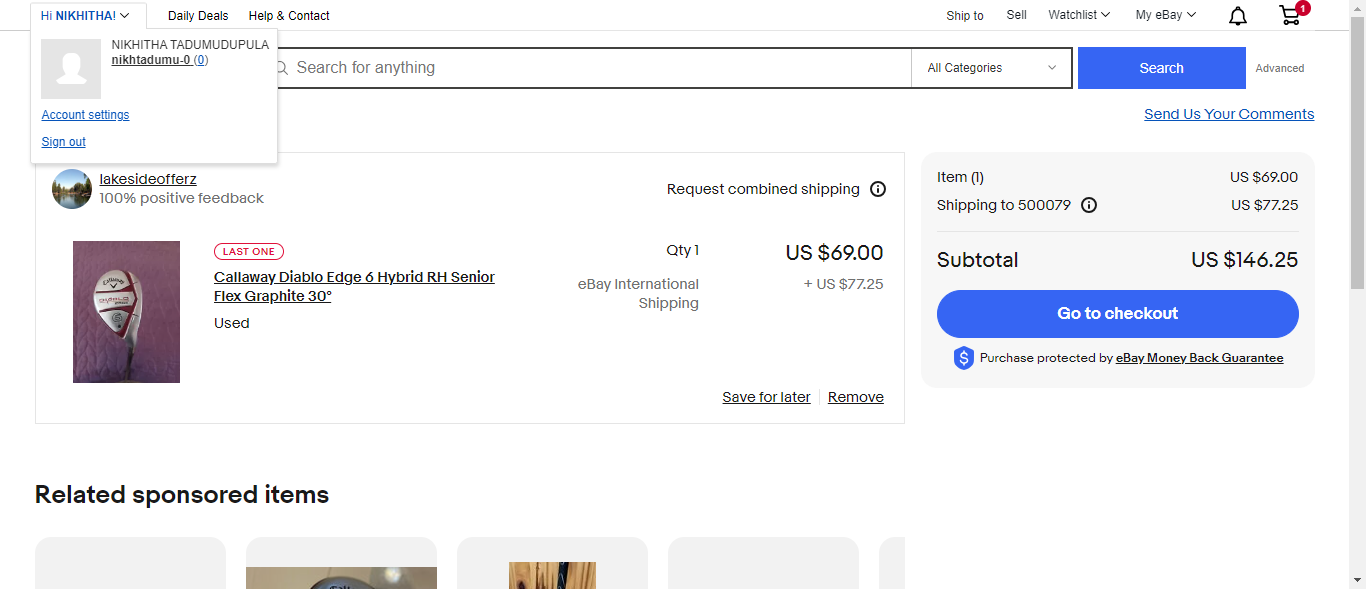 Hi NIKHITHA!
Daily Deals
Help & Contact
Ship to
Sell
Watchlist
My eBay
1
NIKHITHA TADUMUDUPULA
nikhtadumu-0 (0)
Account settings
Sign out
Search for anything
All Categories
Search
Advanced
Send Us Your Comments
lakesideofferz
100% positive feedback
Request combined shipping
LAST ONE
Callaway Diablo Edge 6 Hybrid RH Senior
Flex Graphite 30°
Used
Qty 1
US $69.00
eBay International
Shipping
+ US $77.25
Save for later
Remove
Item (1)
US $69.00
Shipping to 500079
US $77.25
Subtotal
US $146.25
Go to checkout
Purchase protected by eBay Money Back Guarantee
Related sponsored items